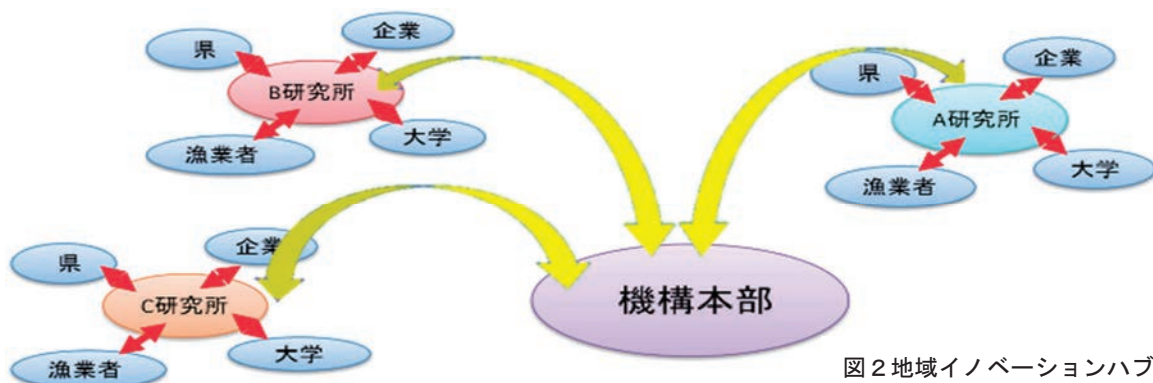 県
企業
B研究所
漁業者
大学
県
企業
A研究所
漁業者
大学
県
企業
C研究所
漁業者
大学
機構本部
図2地域イノベーションハブ